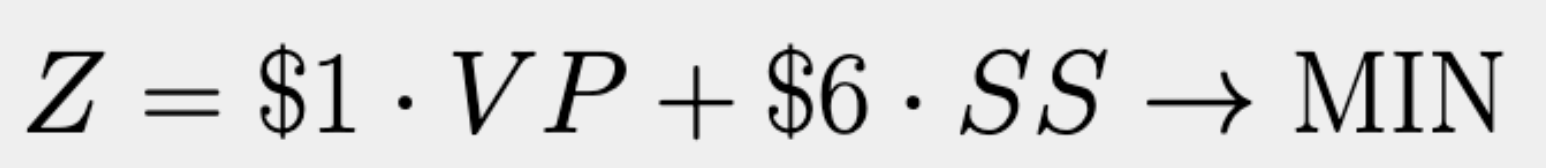 Z = $1 · VP + $6 · SS → MIN